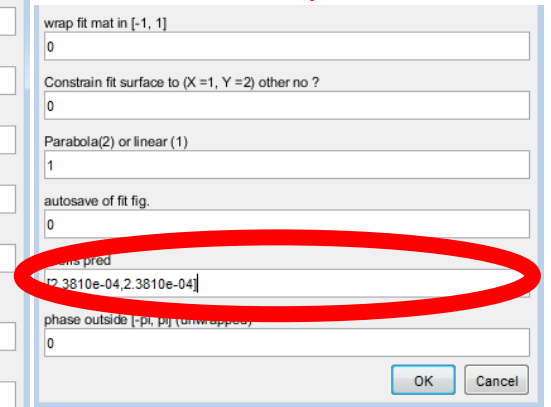 wrap fit mat in [-1, 1]
0
Constrain fit surface to (X =1, Y =2) other no ?
0
Parabola(2) or linear (1)
1
autosave of fit fig.
0
pred
[2.3810e-04,2.3810e-04]
phase outside [-pi, pi] (unwrapped)
0
OK Cancel